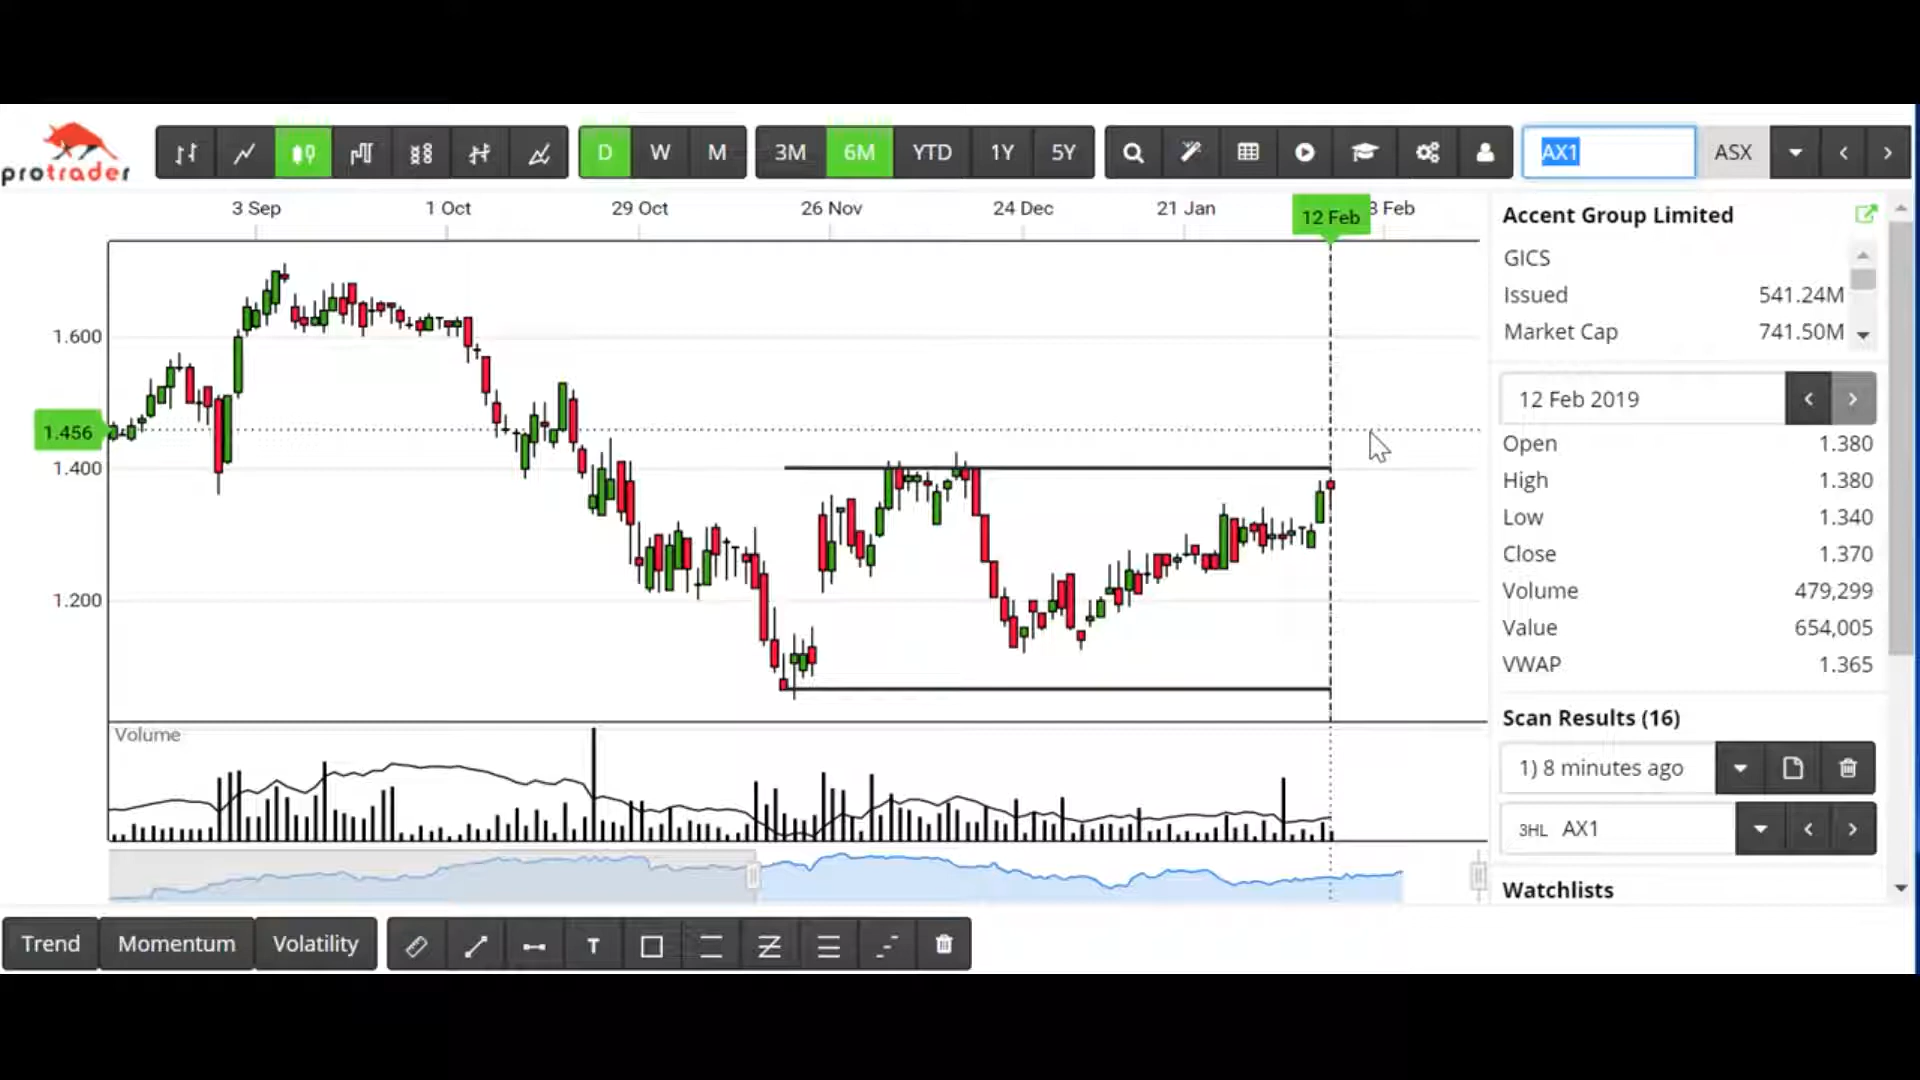 protrader
D W M
3M 6M YTD 1Y 5Y
AX1 ASX
3 Sep 1 Oct 29 Oct 26 Nov 24 Dec 21 Jan 12 Feb 3 Feb
1.600
1.456
1.400
1.200
Volume
Accent Group Limited
GICS
Issued 541.24M
Market Cap 741.50M
12 Feb 2019
Open 1.380
High 1.380
Low 1.340
Close 1.370
Volume 479,299
Value 654,005
VWAP 1.365
Scan Results (16)
1) 8 minutes ago
3HL AX1
Watchlists
Trend Momentum Volatility T